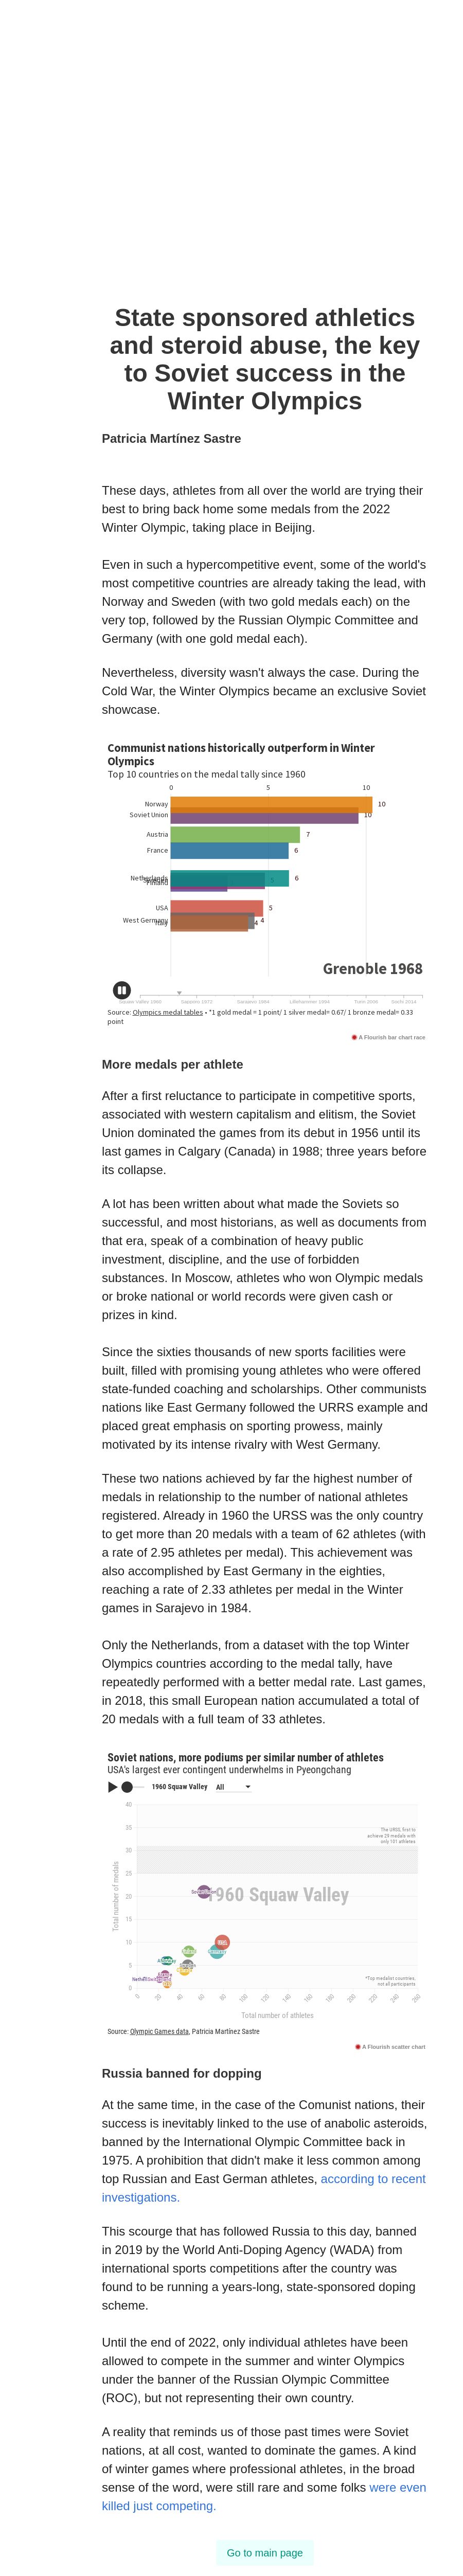 State sponsored athletics
and steroid abuse, the key
to Soviet success in the
Winter Olympics
Patricia Martínez Sastre
These days, athletes from all over the world are trying their
best to bring back home some medals from the 2022
Winter Olympic, taking place in Beijing.
Even in such a hypercompetitive event, some of the world's
most competitive countries are already taking the lead, with
Norway and Sweden (with two gold medals each) on the
very top, followed by the Russian Olympic Committee and
Germany (with one gold medal each).
Nevertheless, diversity wasn't always the case. During the
Cold War, the Winter Olympics became an exclusive Soviet
showcase.
Communist nations historically outperform in Winter
Olympics
Top 10 countries on the medal tally since 1960
0 5 10
Norway 10
Soviet Union 10
Austria 7
France 6
Netherlands 6
Finland
USA 5
West Germany 4
Italy 4
Grenoble 1968
Squaw Valley 1960 Sapporo 1972 Sarajevo 1984 Lillehammer 1994 Turin 2006 Sochi 2014
Source: Olympics medal tables • *1 gold medal = 1 point/ 1 silver medal= 0.67/ 1 bronze medal= 0.33
point
A Flourish bar chart race
More medals per athlete
After a first reluctance to participate in competitive sports,
associated with western capitalism and elitism, the Soviet
Union dominated the games from its debut in 1956 until its
last games in Calgary (Canada) in 1988; three years before
its collapse.
A lot has been written about what made the Soviets so
successful, and most historians, as well as documents from
that era, speak of a combination of heavy public
investment, discipline, and the use of forbidden
substances. In Moscow, athletes who won Olympic medals
or broke national or world records were given cash or
prizes in kind.
Since the sixties thousands of new sports facilities were
built, filled with promising young athletes who were offered
state-funded coaching and scholarships. Other communists
nations like East Germany followed the URRS example and
placed great emphasis on sporting prowess, mainly
motivated by its intense rivalry with West Germany.
These two nations achieved by far the highest number of
medals in relationship to the number of national athletes
registered. Already in 1960 the URSS was the only country
to get more than 20 medals with a team of 62 athletes (with
a rate of 2.95 athletes per medal). This achievement was
also accomplished by East Germany in the eighties,
reaching a rate of 2.33 athletes per medal in the Winter
games in Sarajevo in 1984.
Only the Netherlands, from a dataset with the top Winter
Olympics countries according to the medal tally, have
repeatedly performed with a better medal rate. Last games,
in 2018, this small European nation accumulated a total of
20 medals with a full team of 33 athletes.
Soviet nations, more podiums per similar number of athletes
USA's largest ever contingent underwhelms in Pyeongchang
1960 Squaw Valley All
40
35
30
25
20
15
10
5
0
Total number of medals
The URSS, first to
achieve 29 medals with
only 101 athletes
1960 Squaw Valley
*Top medalist countries,
not all participants
0 20 40 60 80 100 120 140 160 180 200 220 240 260
Total number of athletes
Source: Olympic Games data, Patricia Martínez Sastre
A Flourish scatter chart
Russia banned for dopping
At the same time, in the case of the Comunist nations, their
success is inevitably linked to the use of anabolic asteroids,
banned by the International Olympic Committee back in
1975. A prohibition that didn't make it less common among
top Russian and East German athletes, according to recent
investigations.
This scourge that has followed Russia to this day, banned
in 2019 by the World Anti-Doping Agency (WADA) from
international sports competitions after the country was
found to be running a years-long, state-sponsored doping
scheme.
Until the end of 2022, only individual athletes have been
allowed to compete in the summer and winter Olympics
under the banner of the Russian Olympic Committee
(ROC), but not representing their own country.
A reality that reminds us of those past times were Soviet
nations, at all cost, wanted to dominate the games. A kind
of winter games where professional athletes, in the broad
sense of the word, were still rare and some folks were even
killed just competing.
Go to main page